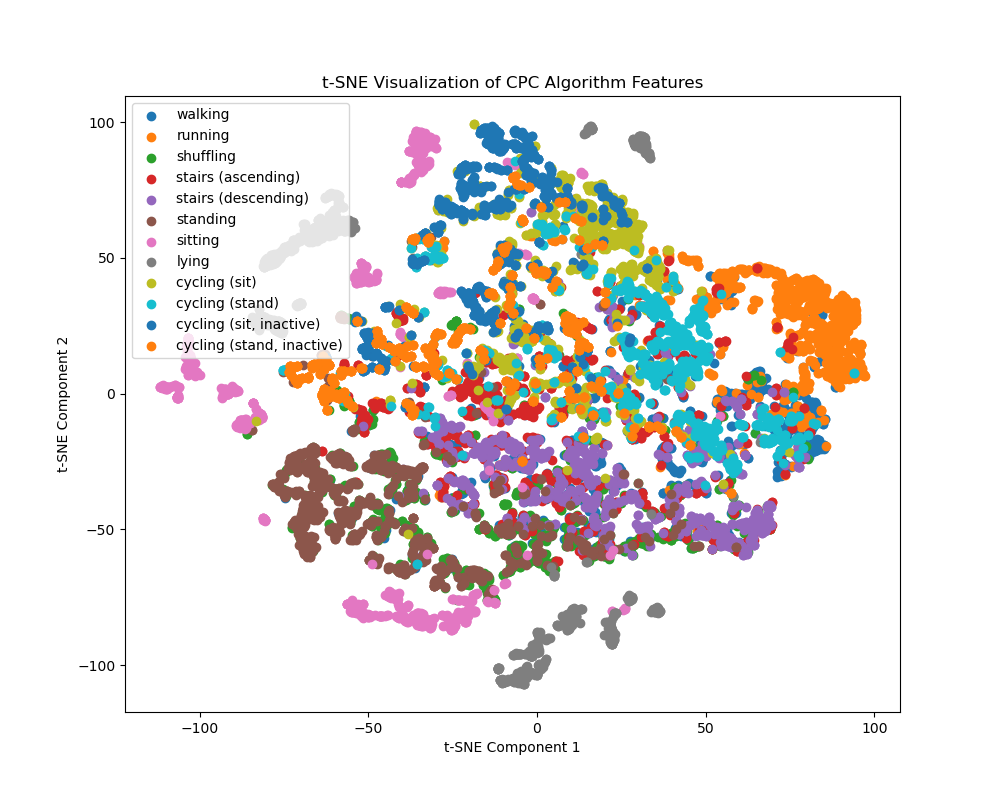 t-SNE Visualization of CPC Algorithm Features
walking
running
shuffling
stairs (ascending)
stairs (descending)
standing
sitting
lying
cycling (sit)
cycling (stand)
cycling (sit, inactive)
cycling (stand, inactive)
100
50
0
−50
−100
t-SNE Component 2
−100
−50
0
50
100
t-SNE Component 1